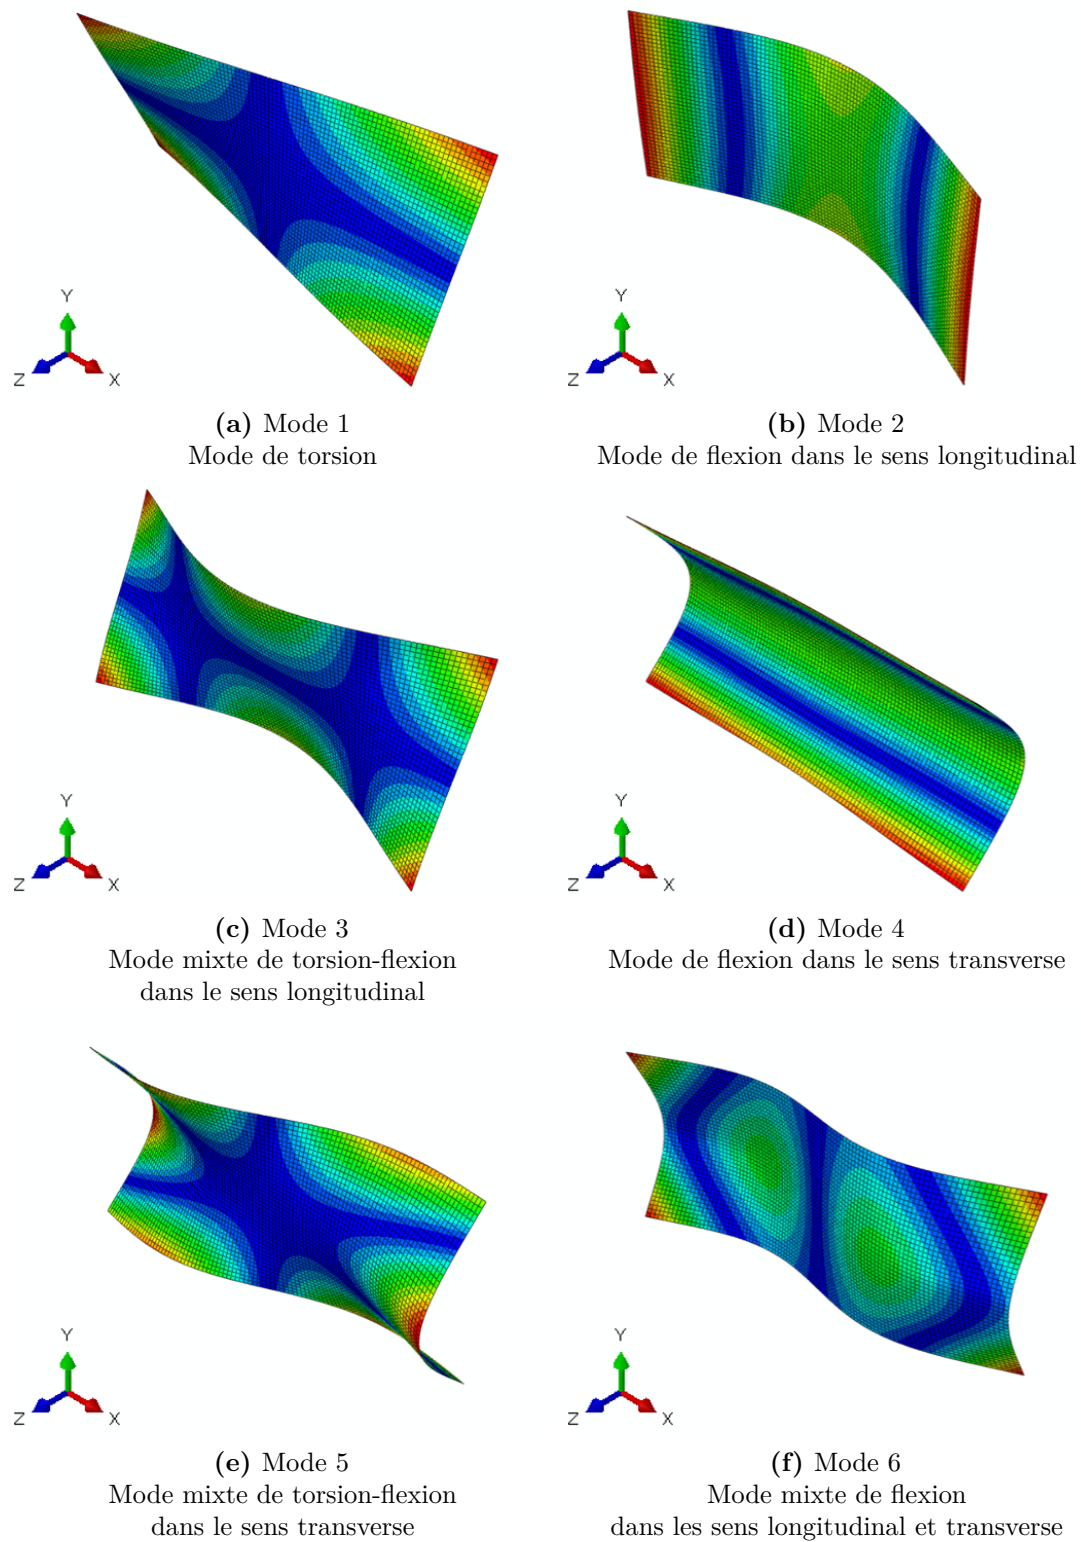 Y
Z X
(a) Mode 1
Mode de torsion
Y
Z X
(b) Mode 2
Mode de flexion dans le sens longitudinal
Y
Z X
(c) Mode 3
Mode mixte de torsion-flexion
dans le sens longitudinal
Y
Z X
(d) Mode 4
Mode de flexion dans le sens transverse
Y
Z X
(e) Mode 5
Mode mixte de torsion-flexion
dans le sens transverse
Y
Z X
(f) Mode 6
Mode mixte de flexion
dans les sens longitudinal et transverse